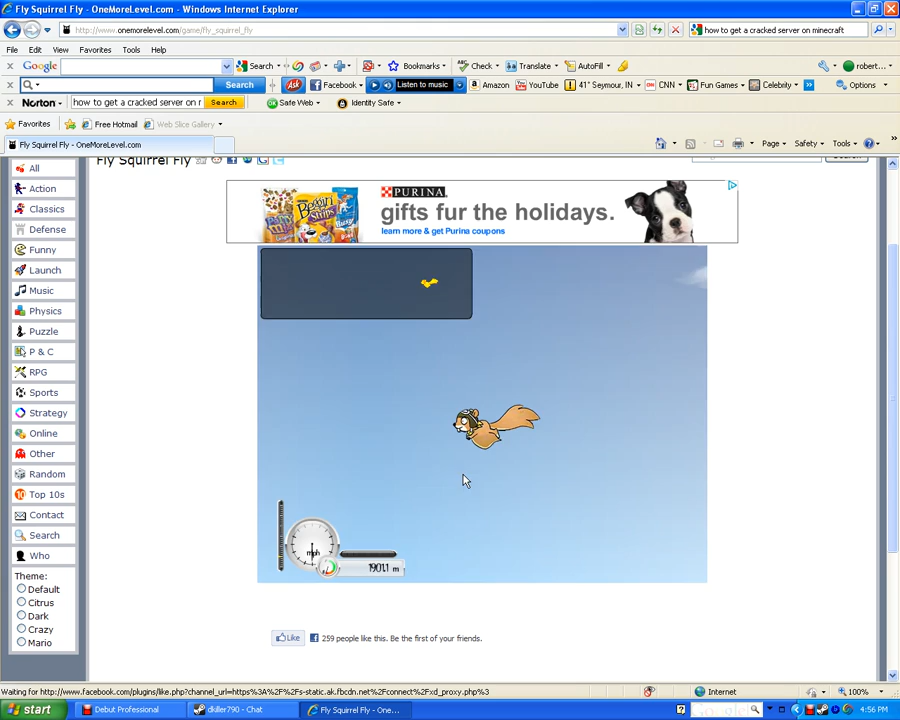 Fly Squirrel Fly - OneMoreLevel.com - Windows Internet Explorer
http://www.onemorelevel.com/game/fly_squirrel_fly
how to get a cracked server on minecraft
File Edit View Favorites Tools Help
Google Search Bookmarks Check Translate AutoFill robert...
Search Ask Facebook Listen to music Amazon YouTube 41° Seymour, IN CNN Fun Games Celebrity Options
Norton how to get a cracked server on r Search Safe Web Identity Safe
Favorites Free Hotmail Web Slice Gallery
Fly Squirrel Fly - OneMoreLevel.com
Page Safety Tools
Fly Squirrel Fly
Search
All
Action
Classics
Defense
Funny
Launch
Music
Physics
Puzzle
P & C
RPG
Sports
Strategy
Online
Other
Random
Top 10s
Contact
Search
Who
Theme:
Default
Citrus
Dark
Crazy
Mario
PURINA
gifts fur the holidays.
learn more & get Purina coupons
Beggin' Strips
mph
1901.1 m
Like
259 people like this. Be the first of your friends.
Waiting for http://www.facebook.com/plugins/like.php?channel_url=https%3A%2F%2Fs-static.ak.fbcdn.net%2Fconnect%2Fxd_proxy.php%3
Internet
100%
start
Debut Professional
dkiller790 - Chat
Fly Squirrel Fly - One...
Google
4:56 PM